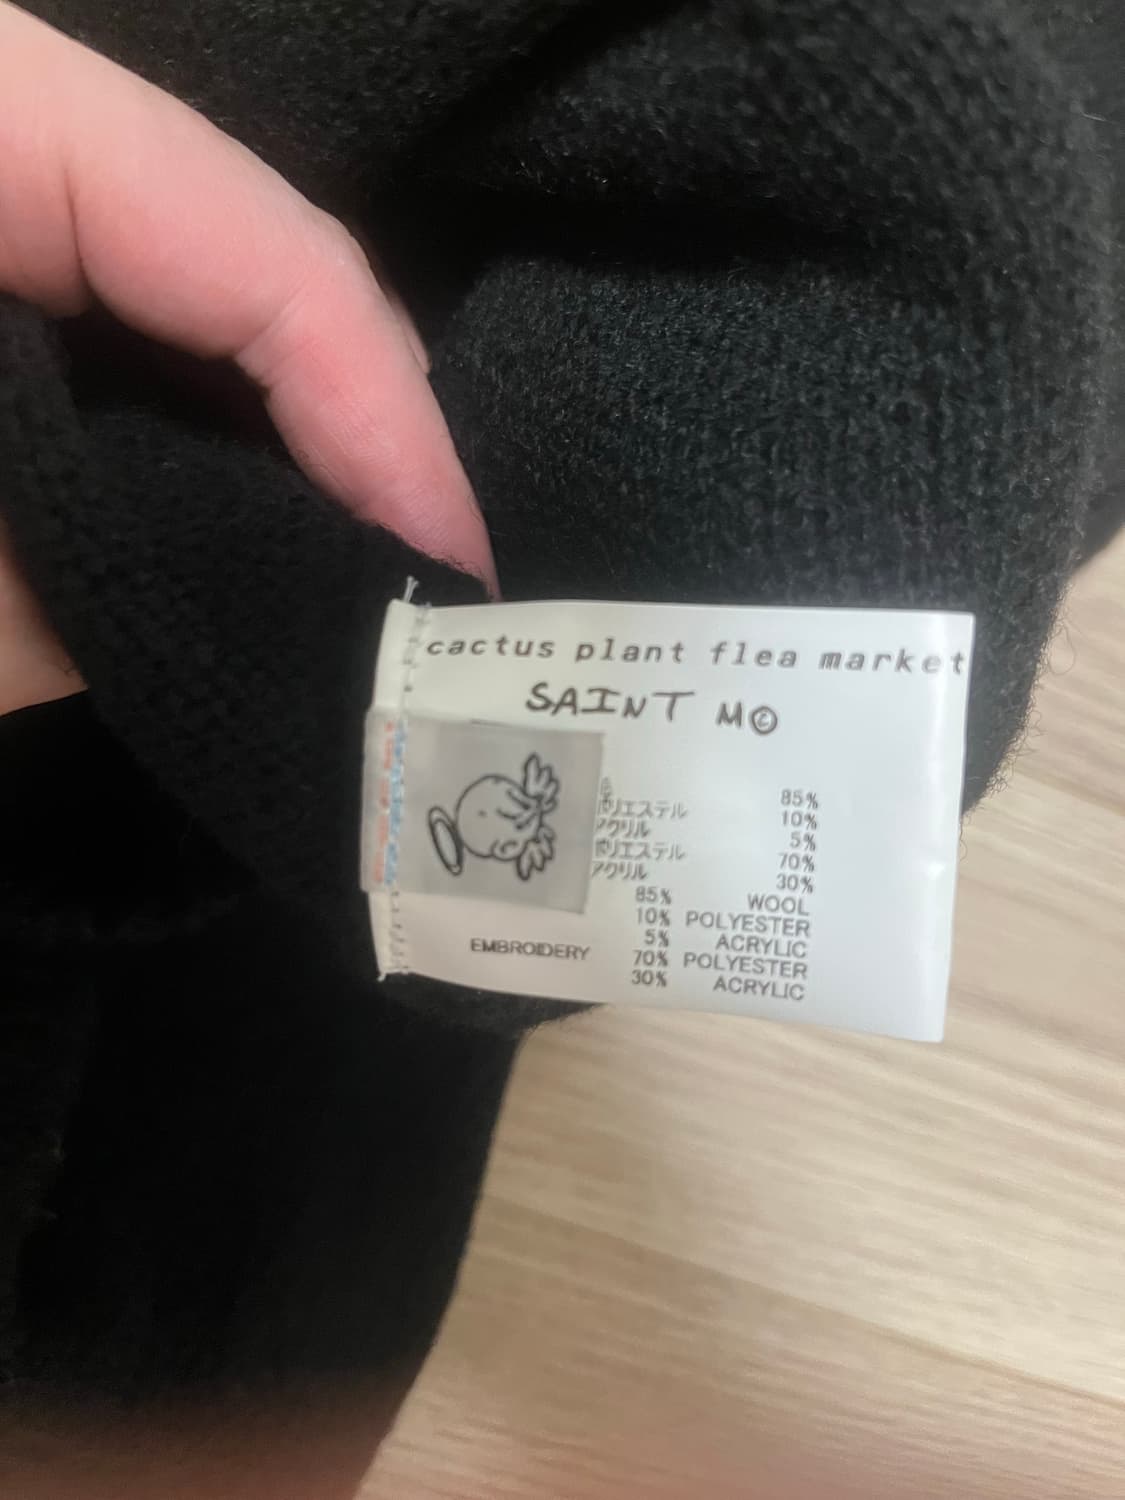 cactus plant flea market
SAINT M©
85%
ポリエステル 10%
アクリル 5%
ポリエステル 70%
アクリル 30%
85% WOOL
10% POLYESTER
5% ACRYLIC
EMBROIDERY 70% POLYESTER
30% ACRYLIC